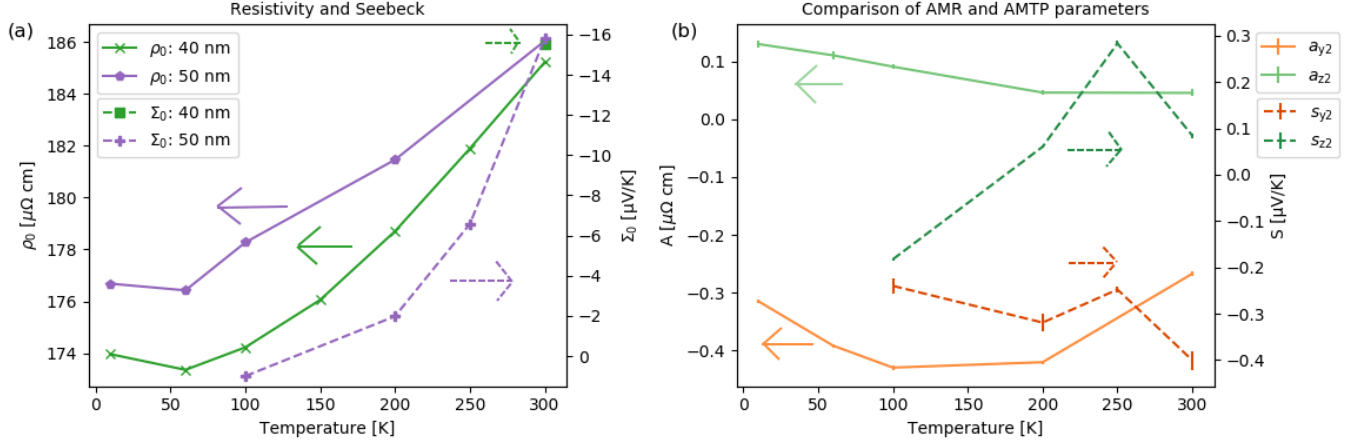 Resistivity and Seebeck
(a)
ρ₀: 40 nm
ρ₀: 50 nm
Σ₀: 40 nm
Σ₀: 50 nm
186
184
182
180
178
176
174
ρ₀ [μΩ cm]
−16
−14
−12
−10
−8
−6
−4
−2
0
Σ₀ [μV/K]
0 50 100 150 200 250 300
Temperature [K]
Comparison of AMR and AMTP parameters
(b)
0.1
0.0
−0.1
−0.2
−0.3
−0.4
A [μΩ cm]
0.3
0.2
0.1
0.0
−0.1
−0.2
−0.3
−0.4
S [μV/K]
a_y2
a_z2
s_y2
s_z2
0 50 100 150 200 250 300
Temperature [K]